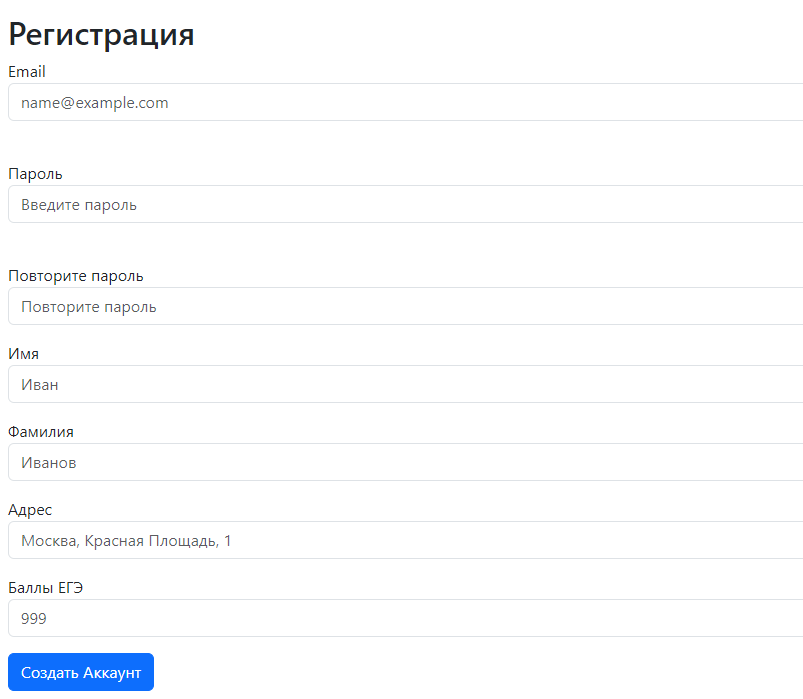 Регистрация
Email
name@example.com
Пароль
Введите пароль
Повторите пароль
Повторите пароль
Имя
Иван
Фамилия
Иванов
Адрес
Москва, Красная Площадь, 1
Баллы ЕГЭ
999
Создать Аккаунт